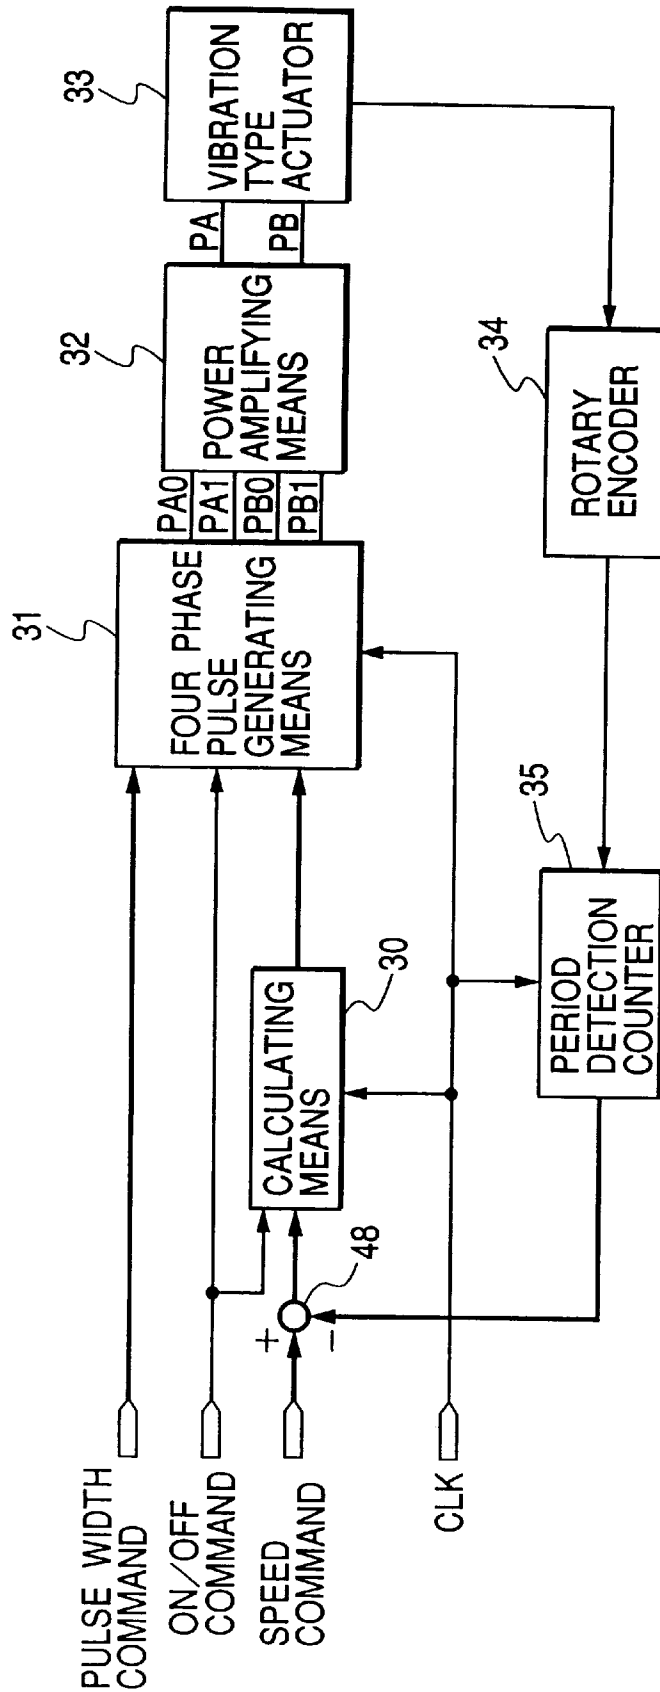 PULSE WIDTH
COMMAND
ON/OFF
COMMAND
SPEED
COMMAND
CLK
+
−
48
CALCULATING
MEANS
30
31
FOUR PHASE
PULSE
GENERATING
MEANS
PA0
PA1
PB0
PB1
32
POWER
AMPLIFYING
MEANS
PA
PB
33
VIBRATION
TYPE
ACTUATOR
34
ROTARY
ENCODER
35
PERIOD
DETECTION
COUNTER